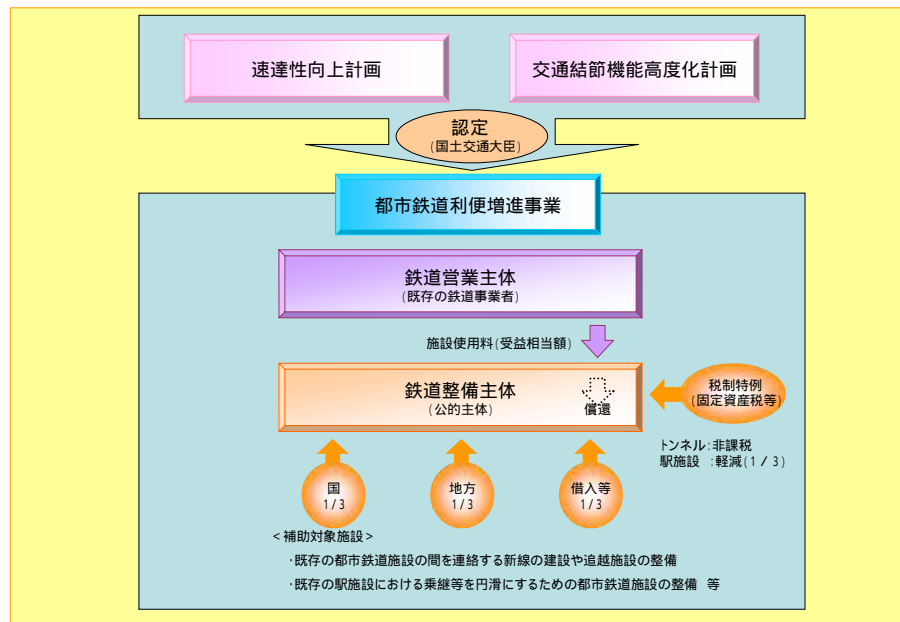 速達性向上計画
交通結節機能高度化計画
認定
(国土交通大臣)
都市鉄道利便増進事業
鉄道営業主体
(既存の鉄道事業者)
施設使用料(受益相当額)
鉄道整備主体
(公的主体)
償還
税制特例
(固定資産税等)
トンネル:非課税
駅施設 :軽減(1/3)
国
1/3
地方
1/3
借入等
1/3
<補助対象施設>
・既存の都市鉄道施設の間を連絡する新線の建設や追越施設の整備
・既存の駅施設における乗継等を円滑にするための都市鉄道施設の整備 等